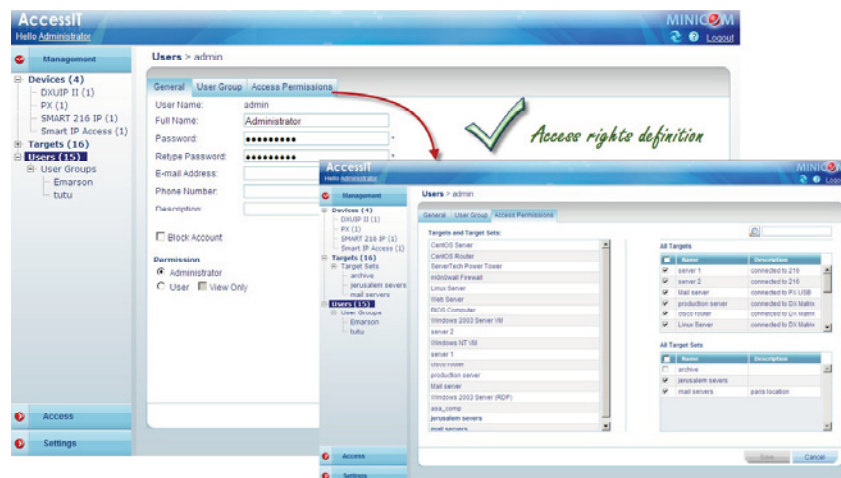 AccessIT
MINICOM
Hello Administrator
Logout
Management
Users > admin
Devices (4)
DXUIP II (1)
PX (1)
SMART 216 IP (1)
Smart IP Access (1)
Targets (16)
Users (15)
User Groups
Emarson
tutu
Access
Settings
General User Group Access Permissions
User Name: admin
Full Name: Administrator
Password: ●●●●●●●●● *
Retype Password: ●●●●●●●●● *
E-mail Address:
Phone Number:
Description:
Block Account
Permission
Administrator
User View Only
Access rights definition
AccessIT
MINIC
Hello Administrator
Management
Users > admin
Devices (4)
DXUIP II (1)
PX (1)
SMART 216 IP (1)
Smart IP Access (1)
Targets (16)
Target Sets
archive
jerusalem severs
mail servers
Users (15)
User Groups
Emarson
tutu
Access
Settings
General User Group Access Permissions
Targets and Target Sets:
CentOS Server
CentOS Router
ServerTech Power Tower
m0n0wall Firewall
Linux Server
Web Server
BIOS Computer
Windows 2003 Server VM
server 2
Windows NT VM
server 1
cisco router
production server
Mail server
Windows 2003 Server (RDP)
jerusalem severs
mail servers
All Targets
Name Description
server 1 connected to 216
server 2 connected to 216
Mail server connected to PX USB
production server connected to DX Matrix
cisco router connected to DX Matrix
Linux Server connected to DX Matrix
All Target Sets
Name Description
archive
jerusalem severs
mail servers paris location
Save Cancel